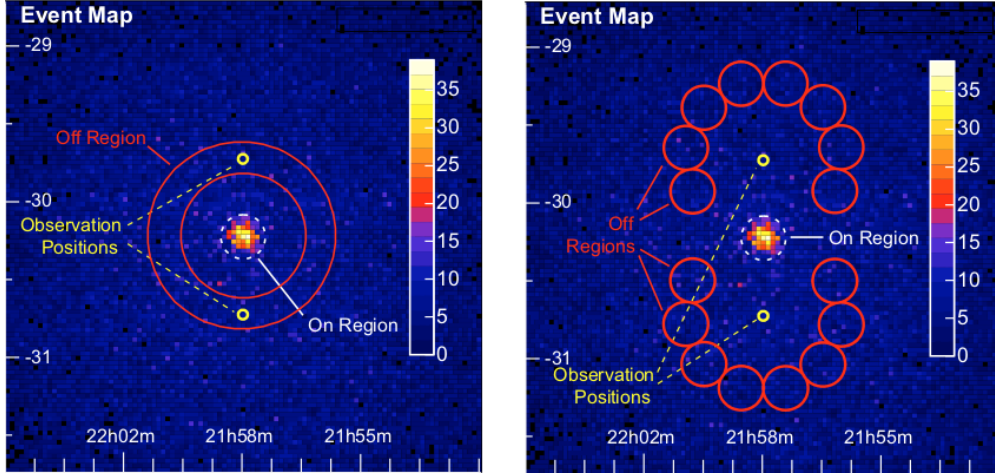 Event Map
-29
-30
-31
Off Region
Observation
Positions
On Region
35
30
25
20
15
10
5
0
22h02m
21h58m
21h55m
Event Map
-29
-30
-31
Off
Regions
On Region
Observation
Positions
35
30
25
20
15
10
5
0
22h02m
21h58m
21h55m